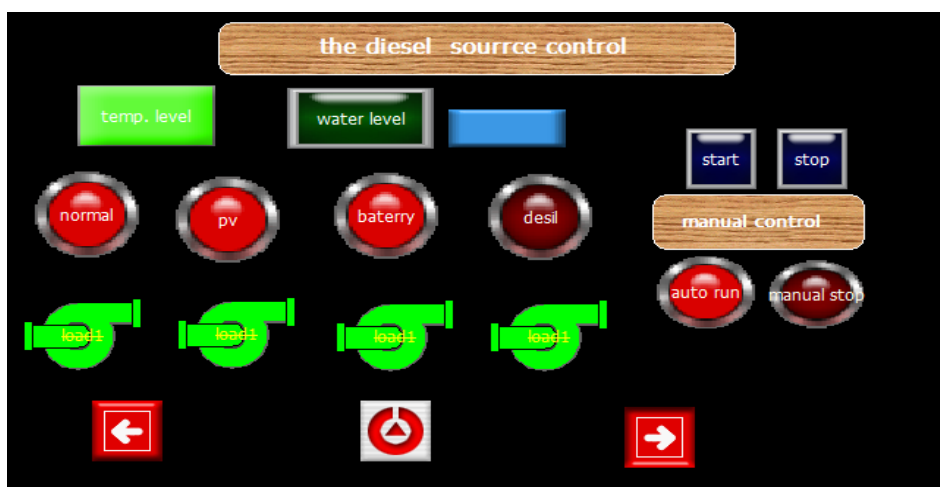 the diesel sourrce control
temp. level
water level
start
stop
normal
pv
baterry
desil
manual control
auto run
manual stop
load1
load1
load1
load1